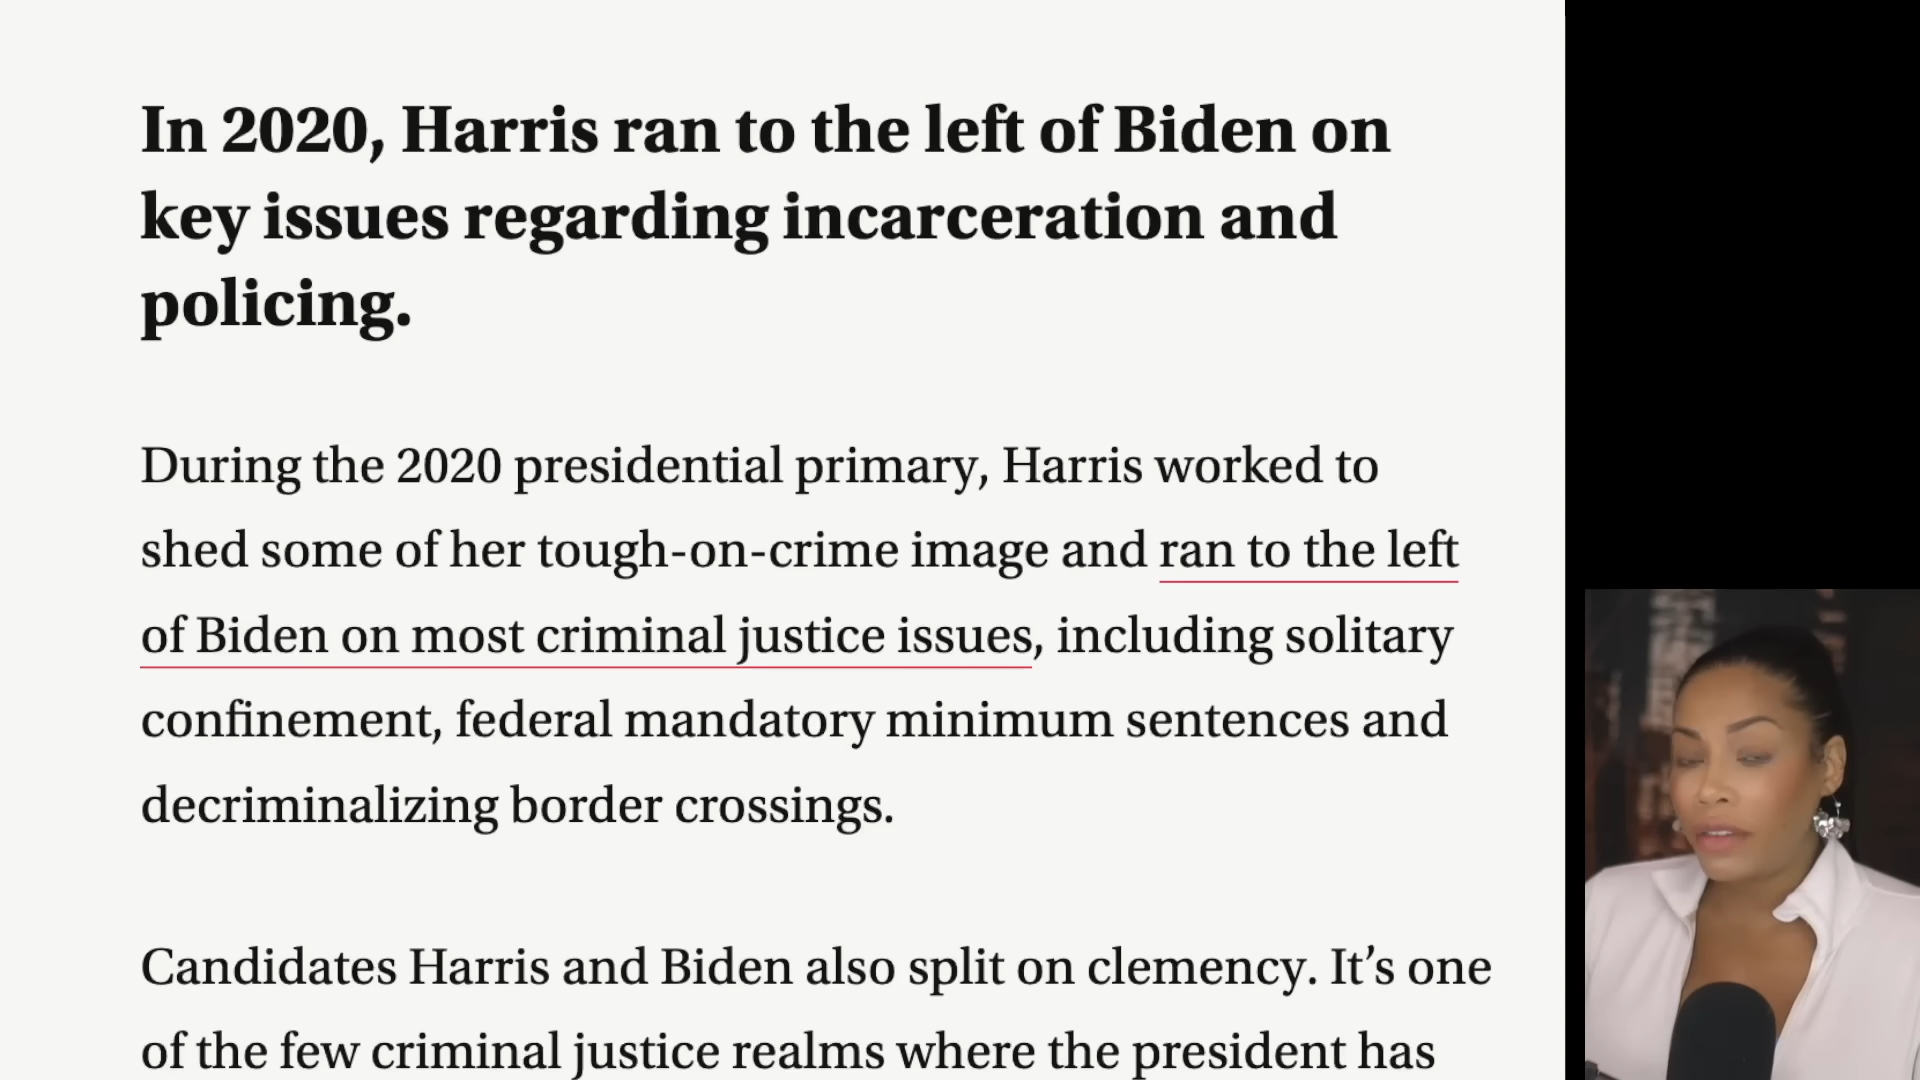 In 2020, Harris ran to the left of Biden on
key issues regarding incarceration and
policing.
During the 2020 presidential primary, Harris worked to
shed some of her tough-on-crime image and ran to the left
of Biden on most criminal justice issues, including solitary
confinement, federal mandatory minimum sentences and
decriminalizing border crossings.
Candidates Harris and Biden also split on clemency. It’s one
of the few criminal justice realms where the president has